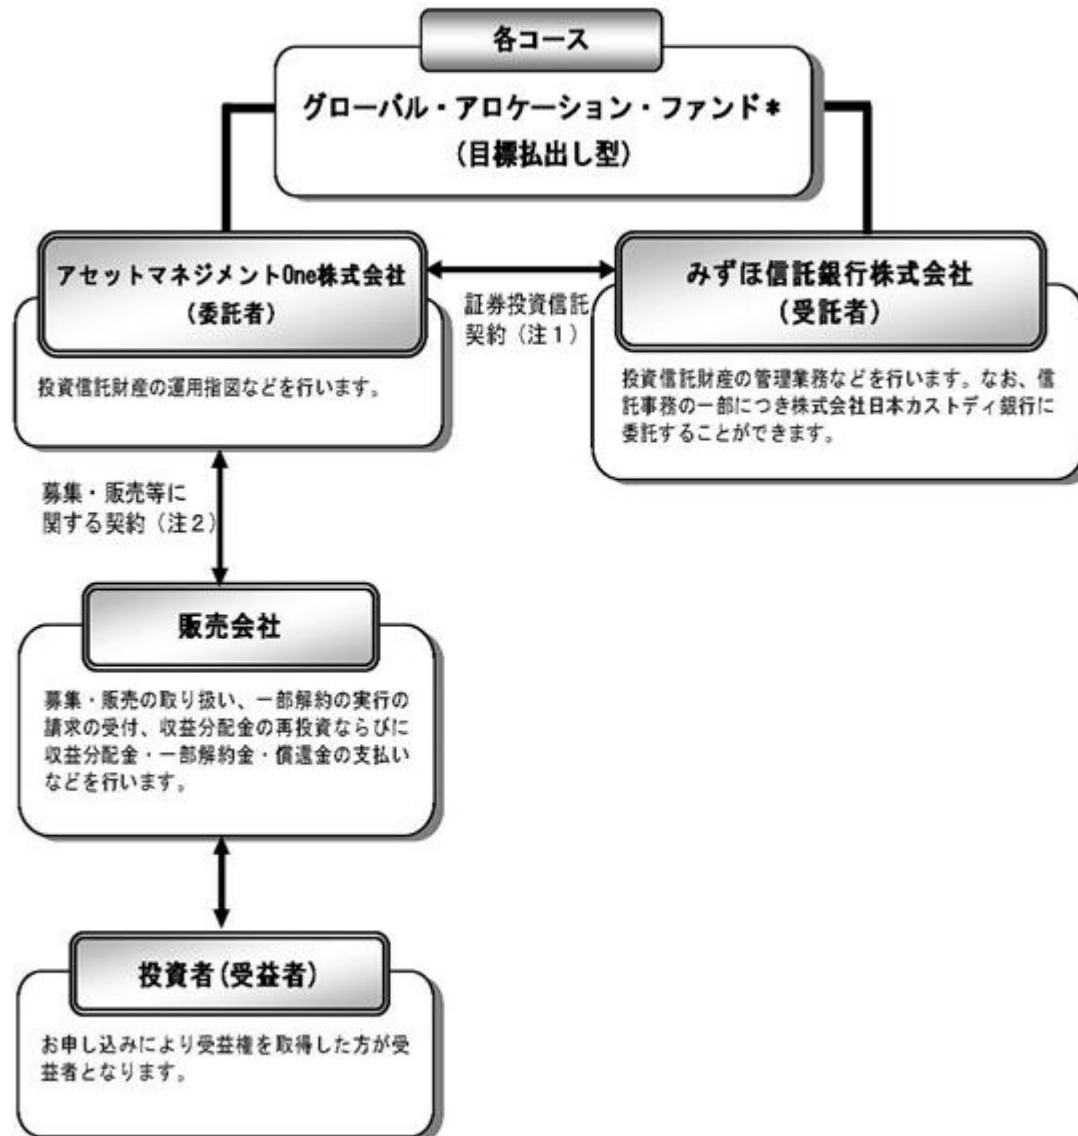 各コース
グローバル・アロケーション・ファンド*
(目標払出し型)
アセットマネジメントOne株式会社
(委託者)
投資信託財産の運用指図などを行います。
証券投資信託
契約(注1)
みずほ信託銀行株式会社
(受託者)
投資信託財産の管理業務などを行います。なお、信
託事務の一部につき株式会社日本カストディ銀行に
委託することができます。
募集・販売等に
関する契約(注2)
販売会社
募集・販売の取り扱い、一部解約の実行の
請求の受付、収益分配金の再投資ならびに
収益分配金・一部解約金・償還金の支払い
などを行います。
投資者(受益者)
お申し込みにより受益権を取得した方が受
益者となります。